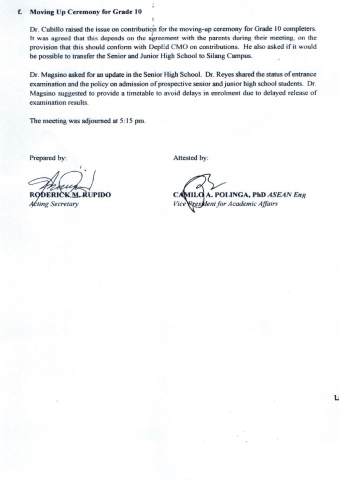 f. Moving Up Ceremony for Grade 10
Dr. Cubillo raised the issue on contribution for the moving-up ceremony for Grade 10 completers.
It was agreed that this depends on the agreement with the parents during their meeting, on the
provision that this should conform with DepEd CMO on contributions. He also asked if it would
be possible to transfer the Senior and Junior High School to Silang Campus.
Dr. Magsino asked for an update in the Senior High School. Dr. Reyes shared the status of entrance
examination and the policy on admission of prospective senior and junior high school students. Dr.
Magsino suggested to provide a timetable to avoid delays in enrolment due to delayed release of
examination results.
The meeting was adjourned at 5:15 pm.
Prepared by: Attested by:
RODERICK M. RUPIDO CAMILO A. POLINGA, PhD ASEAN Eng
Acting Secretary Vice President for Academic Affairs